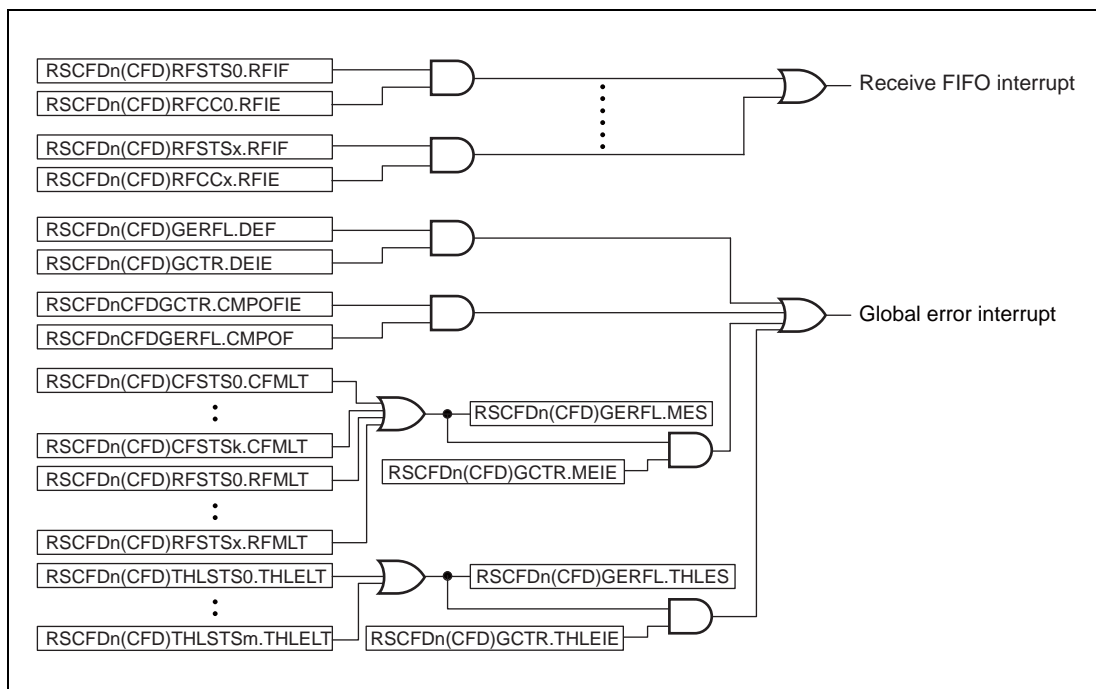 RSCFDn(CFD)RFSTS0.RFIF
RSCFDn(CFD)RFCC0.RFIE
Receive FIFO interrupt
RSCFDn(CFD)RFSTSx.RFIF
RSCFDn(CFD)RFCCx.RFIE
RSCFDn(CFD)GERFL.DEF
RSCFDn(CFD)GCTR.DEIE
RSCFDnCFDGCTR.CMPOFIE
Global error interrupt
RSCFDnCFDGERFL.CMPOF
RSCFDn(CFD)CFSTS0.CFMLT
RSCFDn(CFD)GERFL.MES
RSCFDn(CFD)CFSTSk.CFMLT
RSCFDn(CFD)GCTR.MEIE
RSCFDn(CFD)RFSTS0.RFMLT
RSCFDn(CFD)RFSTSx.RFMLT
RSCFDn(CFD)THLSTS0.THLELT
RSCFDn(CFD)GERFL.THLES
RSCFDn(CFD)THLSTSm.THLELT
RSCFDn(CFD)GCTR.THLEIE